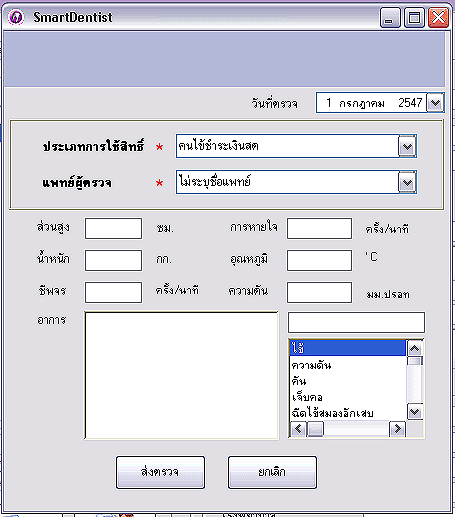 SmartDentist
วันที่ตรวจ 1 กรกฎาคม 2547
ประเภทการใช้สิทธิ์ * คนไข้ชำระเงินสด
แพทย์ผู้ตรวจ * ไม่ระบุชื่อแพทย์
ส่วนสูง ซม. การหายใจ ครั้ง/นาที
น้ำหนัก กก. อุณหภูมิ ' C
ชีพจร ครั้ง/นาที ความดัน มม.ปรอท
อาการ
ไข้
ความดัน
คัน
เจ็บคอ
ฉีดไข้สมองอักเสบ
ส่งตรวจ ยกเลิก